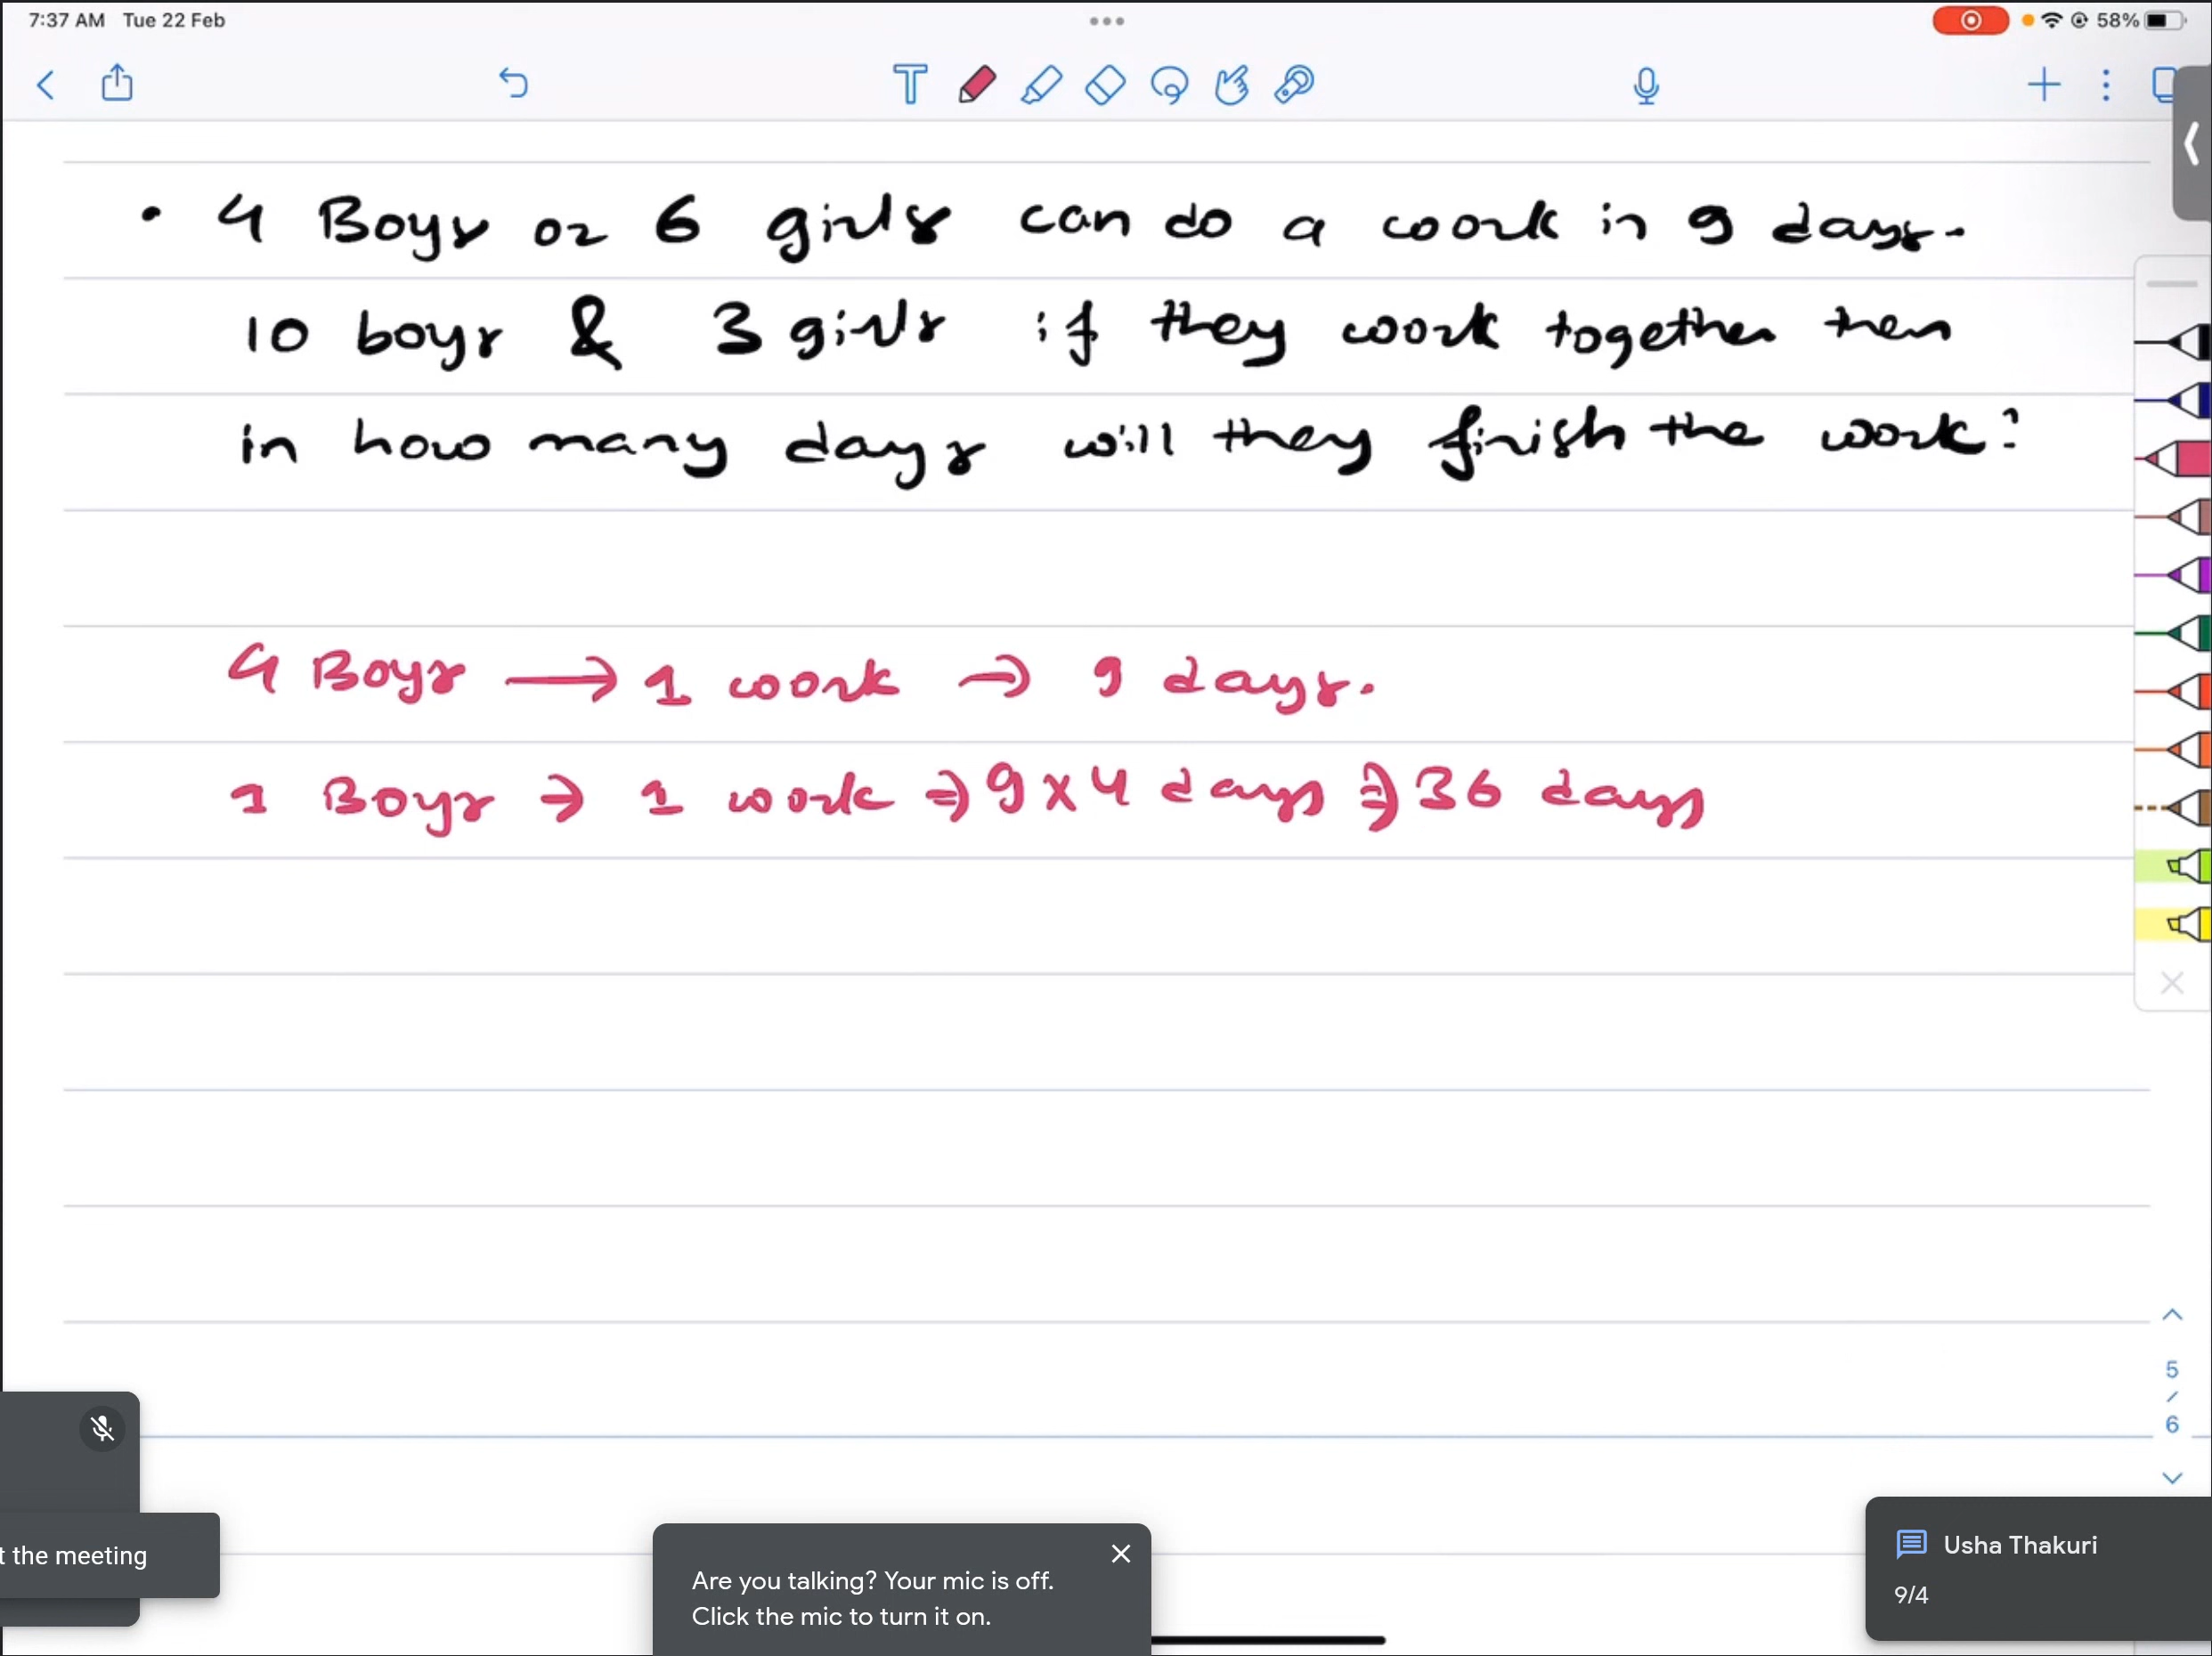 7:37 AM Tue 22 Feb
58%
• 4 Boys or 6 girls can do a work in 9 days.
10 boys & 3 girls if they work together then
in how many days will they finish the work?
4 Boys → 1 work → 9 days.
1 Boys → 1 work ⇒ 9 × 4 days ⇒ 36 days
5
/
6
t the meeting
Are you talking? Your mic is off.
Click the mic to turn it on.
Usha Thakuri
9/4